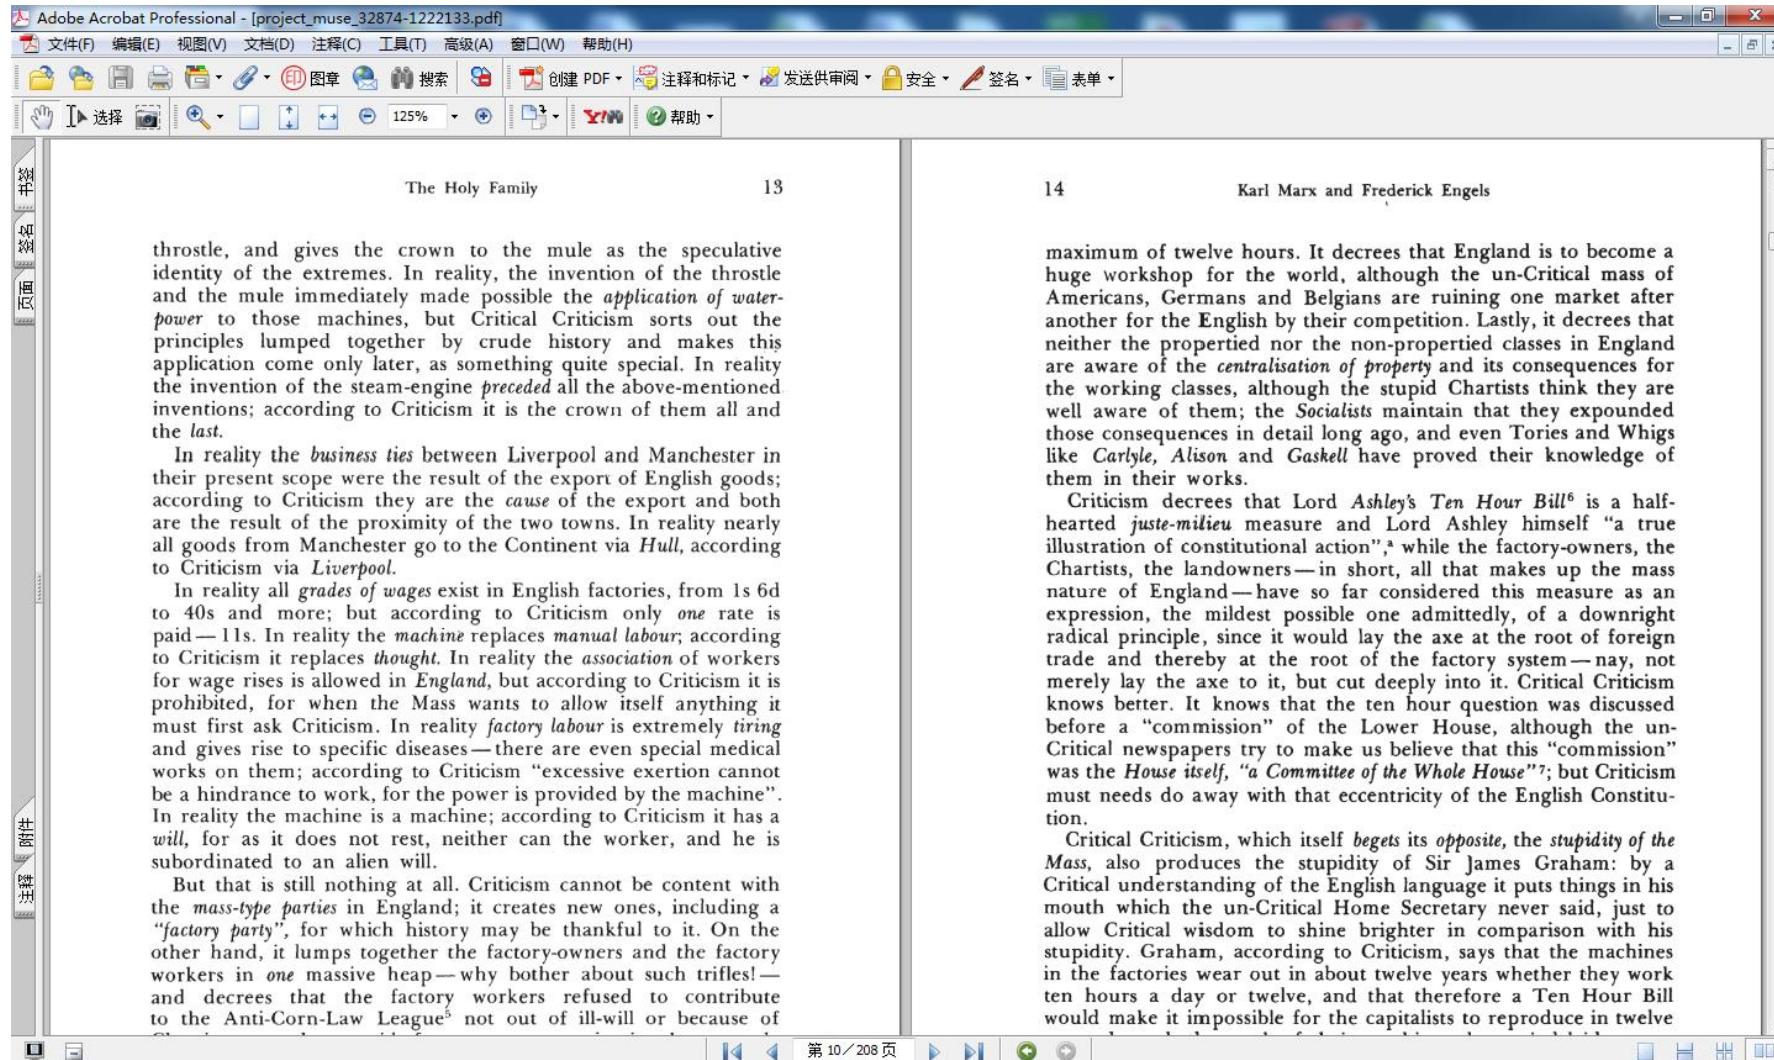 Adobe Acrobat Professional - [project_muse_32874-1222133.pdf]
文件(F) 编辑(E) 视图(V) 文档(D) 注释(C) 工具(T) 高级(A) 窗口(W) 帮助(H)
印 图章 搜索 创建 PDF 注释和标记 发送供审阅 安全 签名 表单
选择 125% Y! 帮助
书签
签名
页面
附件
注释
The Holy Family 13
throstle, and gives the crown to the mule as the speculative
identity of the extremes. In reality, the invention of the throstle
and the mule immediately made possible the application of water-
power to those machines, but Critical Criticism sorts out the
principles lumped together by crude history and makes this
application come only later, as something quite special. In reality
the invention of the steam-engine preceded all the above-mentioned
inventions; according to Criticism it is the crown of them all and
the last.
In reality the business ties between Liverpool and Manchester in
their present scope were the result of the export of English goods;
according to Criticism they are the cause of the export and both
are the result of the proximity of the two towns. In reality nearly
all goods from Manchester go to the Continent via Hull, according
to Criticism via Liverpool.
In reality all grades of wages exist in English factories, from 1s 6d
to 40s and more; but according to Criticism only one rate is
paid—11s. In reality the machine replaces manual labour; according
to Criticism it replaces thought. In reality the association of workers
for wage rises is allowed in England, but according to Criticism it is
prohibited, for when the Mass wants to allow itself anything it
must first ask Criticism. In reality factory labour is extremely tiring
and gives rise to specific diseases—there are even special medical
works on them; according to Criticism “excessive exertion cannot
be a hindrance to work, for the power is provided by the machine”.
In reality the machine is a machine; according to Criticism it has a
will, for as it does not rest, neither can the worker, and he is
subordinated to an alien will.
But that is still nothing at all. Criticism cannot be content with
the mass-type parties in England; it creates new ones, including a
“factory party”, for which history may be thankful to it. On the
other hand, it lumps together the factory-owners and the factory
workers in one massive heap—why bother about such trifles!—
and decrees that the factory workers refused to contribute
to the Anti-Corn-Law League⁵ not out of ill-will or because of
14 Karl Marx and Frederick Engels
maximum of twelve hours. It decrees that England is to become a
huge workshop for the world, although the un-Critical mass of
Americans, Germans and Belgians are ruining one market after
another for the English by their competition. Lastly, it decrees that
neither the propertied nor the non-propertied classes in England
are aware of the centralisation of property and its consequences for
the working classes, although the stupid Chartists think they are
well aware of them; the Socialists maintain that they expounded
those consequences in detail long ago, and even Tories and Whigs
like Carlyle, Alison and Gaskell have proved their knowledge of
them in their works.
Criticism decrees that Lord Ashley's Ten Hour Bill⁶ is a half-
hearted juste-milieu measure and Lord Ashley himself “a true
illustration of constitutional action”,ᵃ while the factory-owners, the
Chartists, the landowners—in short, all that makes up the mass
nature of England—have so far considered this measure as an
expression, the mildest possible one admittedly, of a downright
radical principle, since it would lay the axe at the root of foreign
trade and thereby at the root of the factory system—nay, not
merely lay the axe to it, but cut deeply into it. Critical Criticism
knows better. It knows that the ten hour question was discussed
before a “commission” of the Lower House, although the un-
Critical newspapers try to make us believe that this “commission”
was the House itself, “a Committee of the Whole House”⁷; but Criticism
must needs do away with that eccentricity of the English Constitu-
tion.
Critical Criticism, which itself begets its opposite, the stupidity of the
Mass, also produces the stupidity of Sir James Graham: by a
Critical understanding of the English language it puts things in his
mouth which the un-Critical Home Secretary never said, just to
allow Critical wisdom to shine brighter in comparison with his
stupidity. Graham, according to Criticism, says that the machines
in the factories wear out in about twelve years whether they work
ten hours a day or twelve, and that therefore a Ten Hour Bill
would make it impossible for the capitalists to reproduce in twelve
第 10/208 页